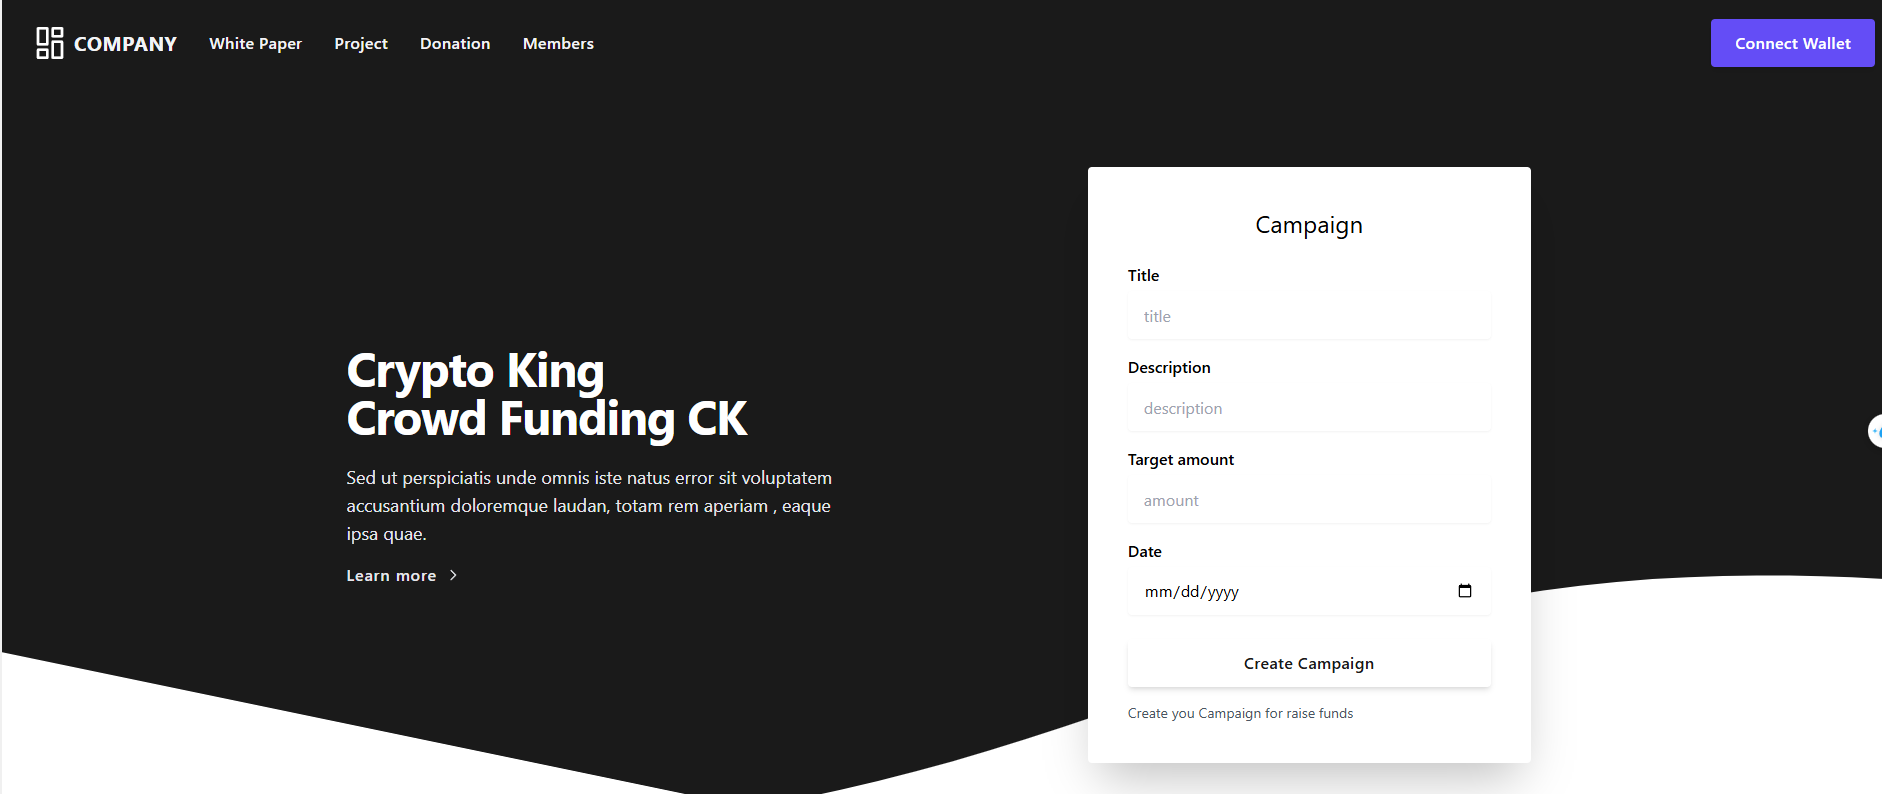 COMPANY White Paper Project Donation Members Connect Wallet
Crypto King
Crowd Funding CK
Sed ut perspiciatis unde omnis iste natus error sit voluptatem
accusantium doloremque laudan, totam rem aperiam , eaque
ipsa quae.
Learn more
Campaign
Title
title
Description
description
Target amount
amount
Date
mm/dd/yyyy
Create Campaign
Create you Campaign for raise funds